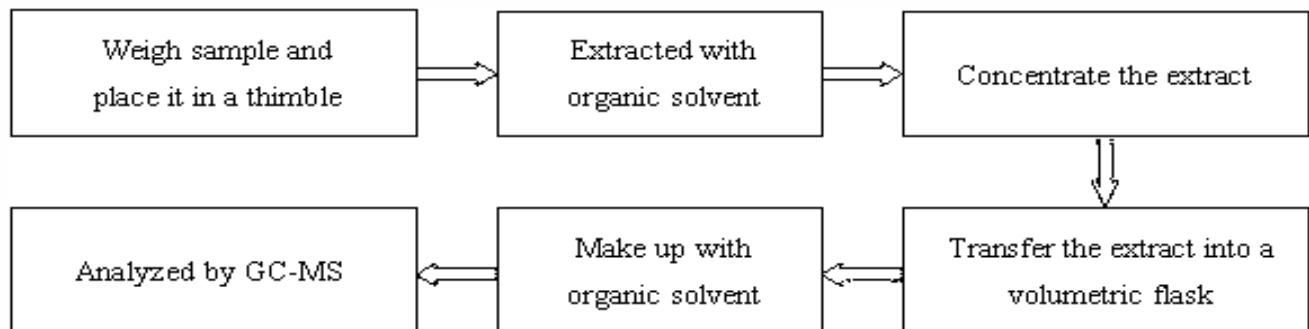 Weigh sample and
place it in a thimble
Extracted with
organic solvent
Concentrate the extract
Transfer the extract into a
volumetric flask
Make up with
organic solvent
Analyzed by GC-MS